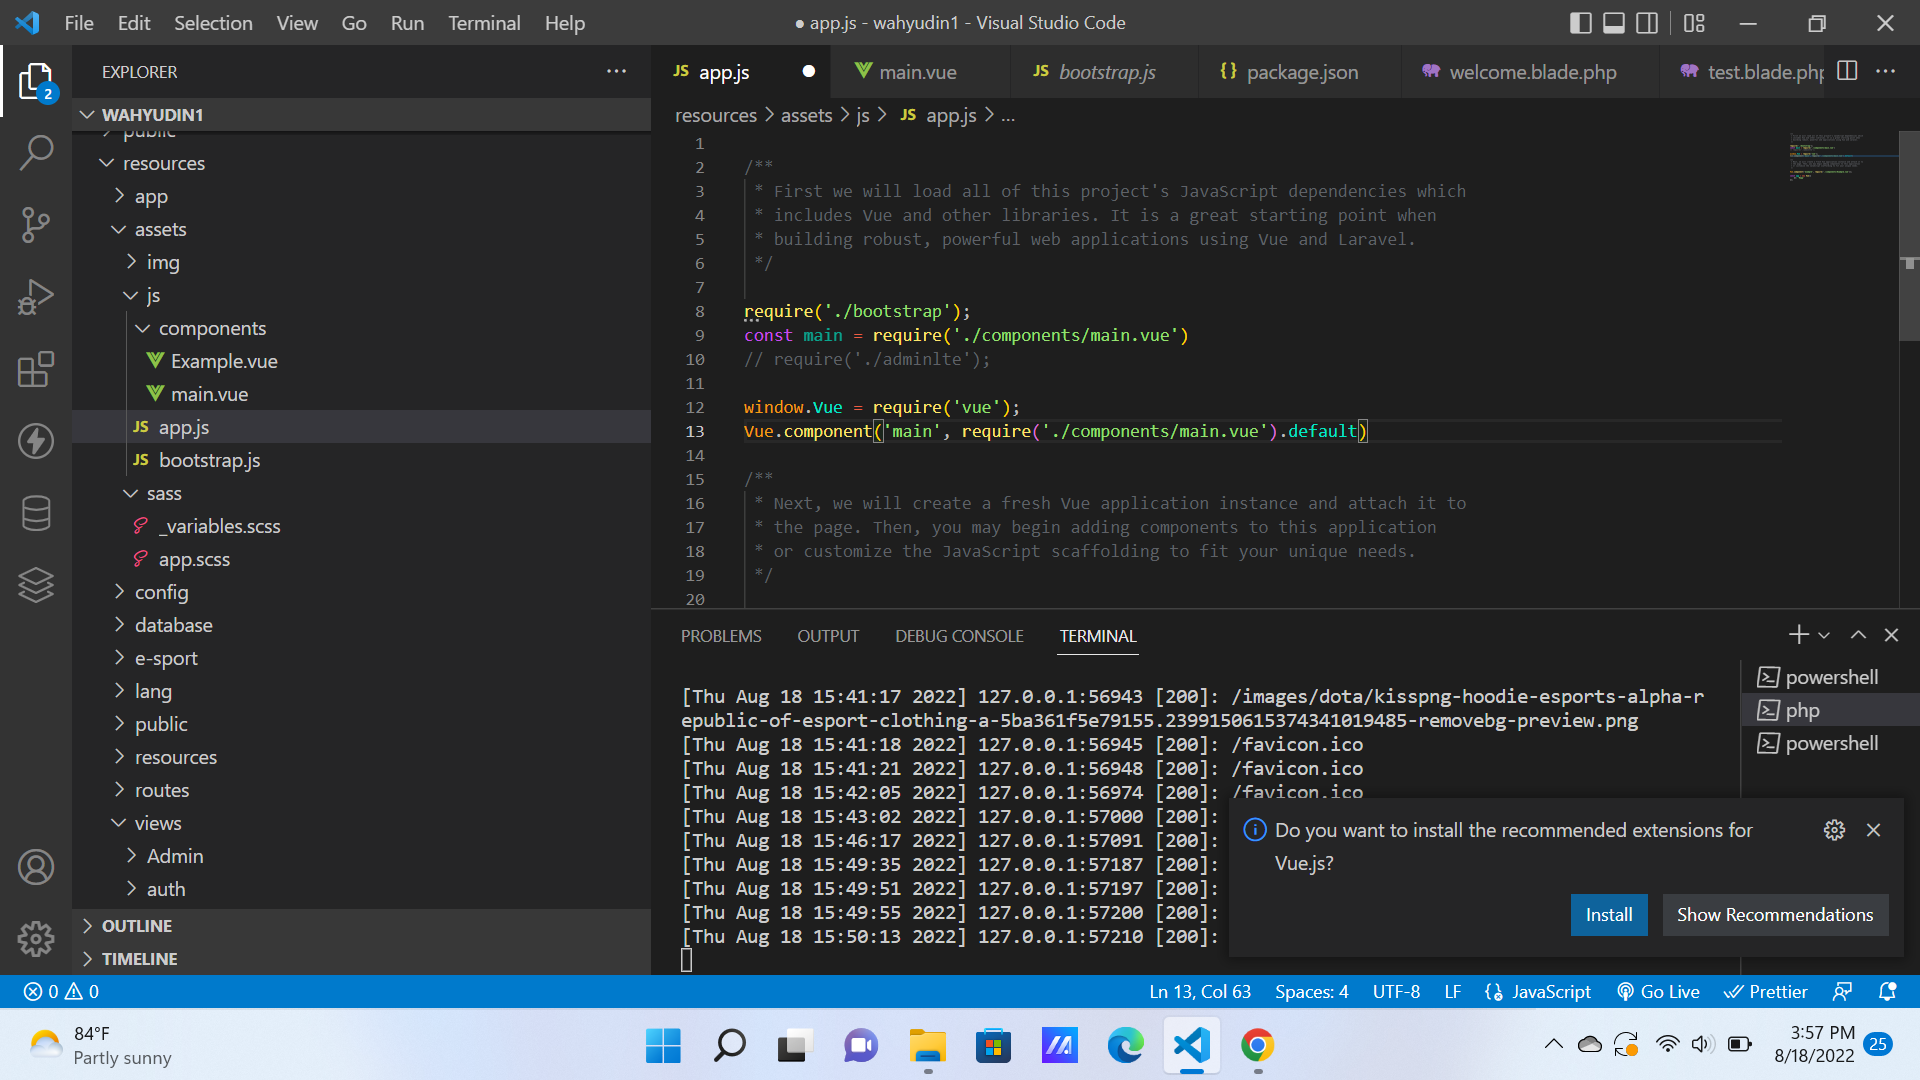 File Edit Selection View Go Run Terminal Help
● app.js - wahyudin1 - Visual Studio Code
2
EXPLORER
WAHYUDIN1
public
resources
app
assets
img
js
components
Example.vue
main.vue
JS app.js
JS bootstrap.js
sass
_variables.scss
app.scss
config
database
e-sport
lang
public
resources
routes
views
Admin
auth
OUTLINE
TIMELINE
JS app.js
main.vue
JS bootstrap.js
{} package.json
welcome.blade.php
test.blade.php
resources > assets > js > JS app.js > ...
1
2 /**
3 * First we will load all of this project's JavaScript dependencies which
4 * includes Vue and other libraries. It is a great starting point when
5 * building robust, powerful web applications using Vue and Laravel.
6 */
7
8 require('./bootstrap');
9 const main = require('./components/main.vue')
10 // require('./adminlte');
11
12 window.Vue = require('vue');
13 Vue.component('main', require('./components/main.vue').default)
14
15 /**
16 * Next, we will create a fresh Vue application instance and attach it to
17 * the page. Then, you may begin adding components to this application
18 * or customize the JavaScript scaffolding to fit your unique needs.
19 */
20
PROBLEMS OUTPUT DEBUG CONSOLE TERMINAL
[Thu Aug 18 15:41:17 2022] 127.0.0.1:56943 [200]: /images/dota/kisspng-hoodie-esports-alpha-r
epublic-of-esport-clothing-a-5ba361f5e79155.2399150615374341019485-removebg-preview.png
[Thu Aug 18 15:41:18 2022] 127.0.0.1:56945 [200]: /favicon.ico
[Thu Aug 18 15:41:21 2022] 127.0.0.1:56948 [200]: /favicon.ico
[Thu Aug 18 15:42:05 2022] 127.0.0.1:56974 [200]: /favicon.ico
[Thu Aug 18 15:43:02 2022] 127.0.0.1:57000 [200]:
[Thu Aug 18 15:46:17 2022] 127.0.0.1:57091 [200]:
[Thu Aug 18 15:49:35 2022] 127.0.0.1:57187 [200]:
[Thu Aug 18 15:49:51 2022] 127.0.0.1:57197 [200]:
[Thu Aug 18 15:49:55 2022] 127.0.0.1:57200 [200]:
[Thu Aug 18 15:50:13 2022] 127.0.0.1:57210 [200]:
powershell
php
powershell
Do you want to install the recommended extensions for
Vue.js?
Install
Show Recommendations
0 0
Ln 13, Col 63 Spaces: 4 UTF-8 LF {} JavaScript Go Live Prettier
84°F
Partly sunny
3:57 PM
8/18/2022
25